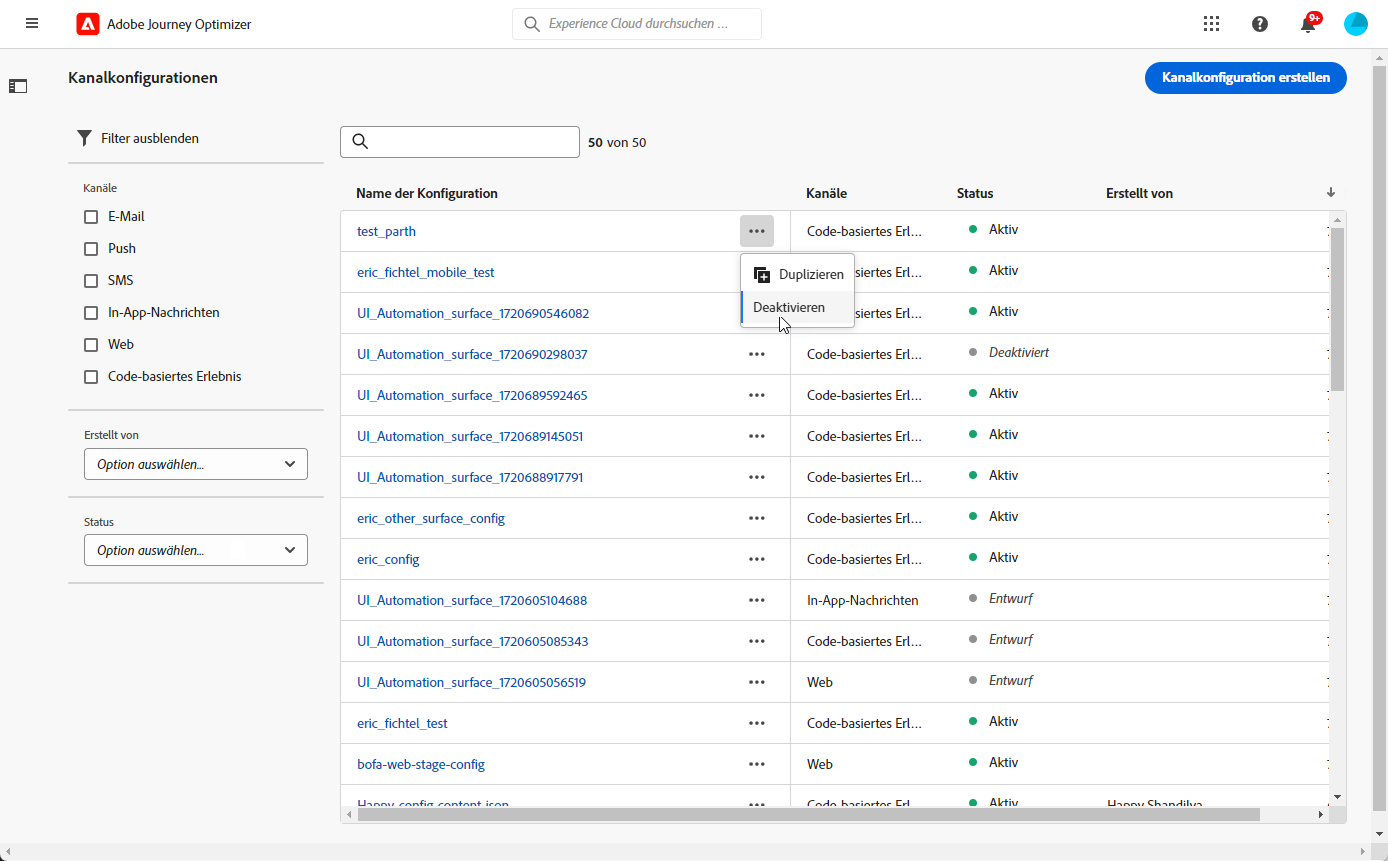 Adobe Journey Optimizer
Experience Cloud durchsuchen ...
9+
Kanalkonfigurationen
Kanalkonfiguration erstellen
Filter ausblenden
50 von 50
Kanäle
E-Mail
Push
SMS
In-App-Nachrichten
Web
Code-basiertes Erlebnis
Erstellt von
Option auswählen...
Status
Option auswählen...
Name der Konfiguration Kanäle Status Erstellt von
test_parth Code-basiertes Erl... Aktiv
Duplizieren
Deaktivieren
eric_fichtel_mobile_test siertes Erl... Aktiv
UI_Automation_surface_1720690546082 siertes Erl... Aktiv
UI_Automation_surface_1720690298037 Code-basiertes Erl... Deaktiviert
UI_Automation_surface_1720689592465 Code-basiertes Erl... Aktiv
UI_Automation_surface_1720689145051 Code-basiertes Erl... Aktiv
UI_Automation_surface_1720688917791 Code-basiertes Erl... Aktiv
eric_other_surface_config Code-basiertes Erl... Aktiv
eric_config Code-basiertes Erl... Aktiv
UI_Automation_surface_1720605104688 In-App-Nachrichten Entwurf
UI_Automation_surface_1720605085343 Code-basiertes Erl... Entwurf
UI_Automation_surface_1720605056519 Web Entwurf
eric_fichtel_test Code-basiertes Erl... Aktiv
bofa-web-stage-config Web Aktiv
Happy-config-content-json Code-basiertes Erl... Aktiv Happy Shandilya